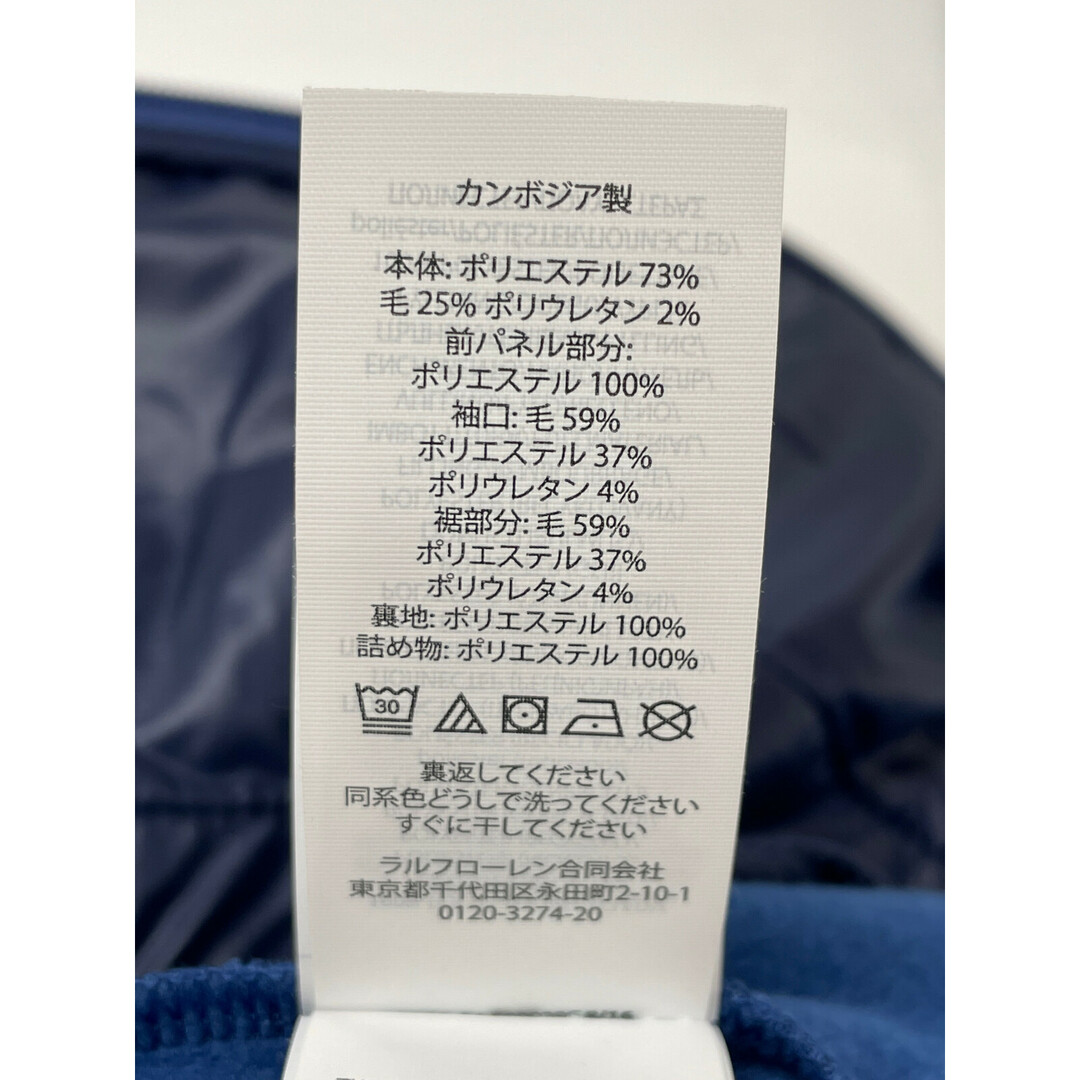 カンボジア製
本体: ポリエステル 73%
毛 25% ポリウレタン 2%
前パネル部分:
ポリエステル 100%
袖口: 毛 59%
ポリエステル 37%
ポリウレタン 4%
裾部分: 毛 59%
ポリエステル 37%
ポリウレタン 4%
裏地: ポリエステル 100%
詰め物: ポリエステル 100%
30
裏返してください
同系色どうしで洗ってください
すぐに干してください
ラルフローレン合同会社
東京都千代田区永田町2-10-1
0120-3274-20